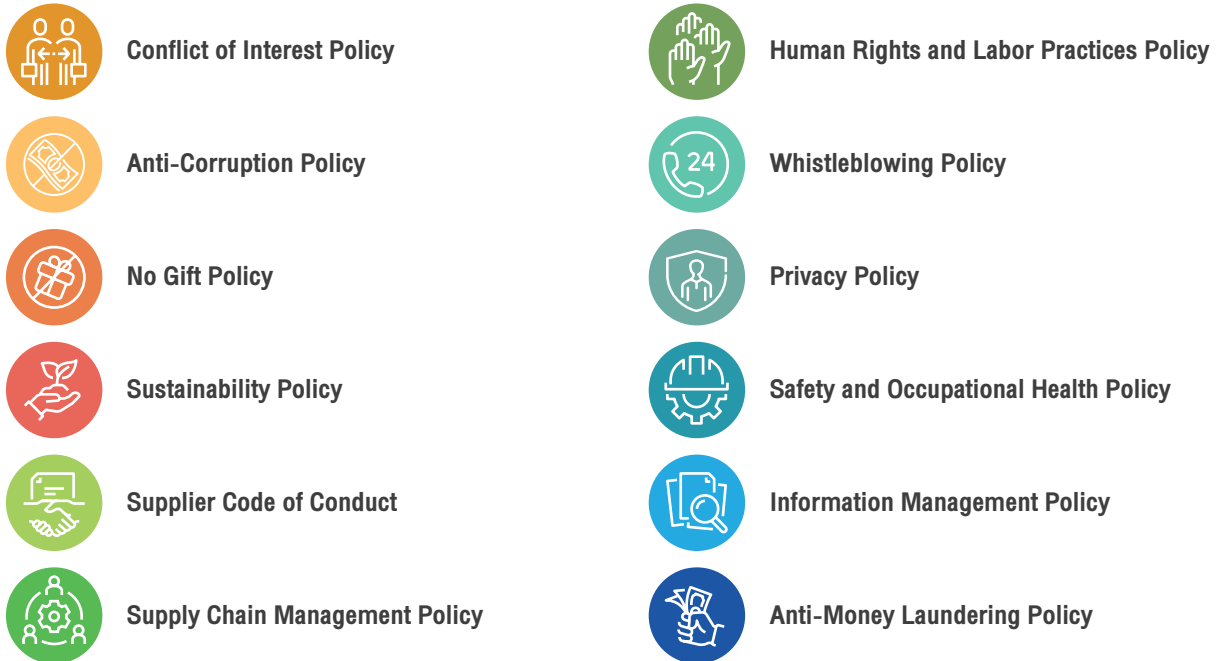 Conflict of Interest Policy
Anti-Corruption Policy
No Gift Policy
Sustainability Policy
Supplier Code of Conduct
Supply Chain Management Policy
Human Rights and Labor Practices Policy
24
Whistleblowing Policy
Privacy Policy
Safety and Occupational Health Policy
Information Management Policy
Anti-Money Laundering Policy